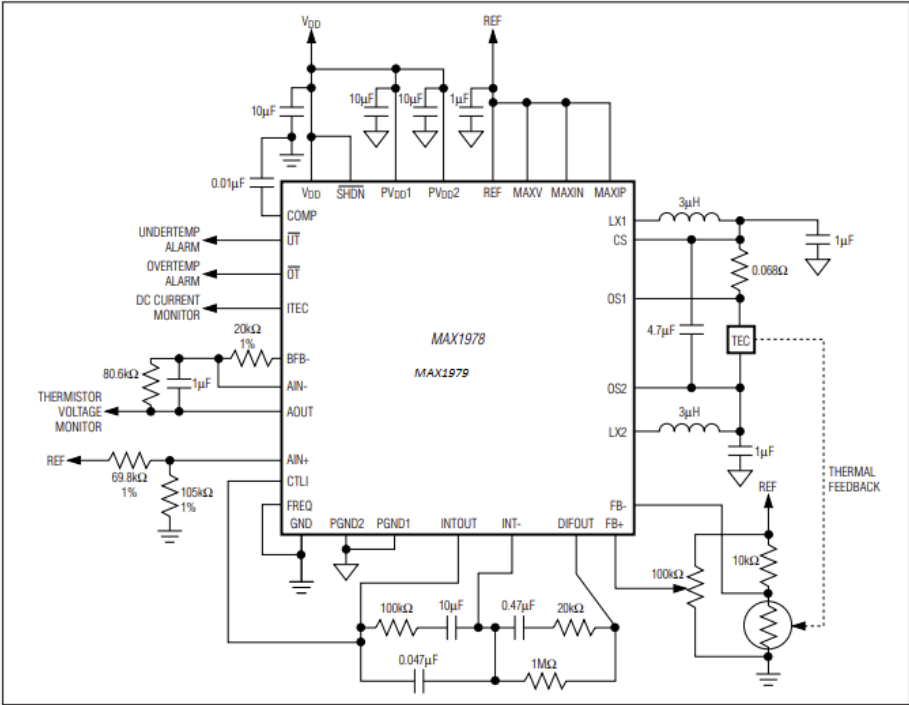 VDD
REF
10µF
10µF
10µF
1µF
0.01µF
VDD
SHDN
PVDD1
PVDD2
REF
MAXV
MAXIN
MAXIP
COMP
LX1
3µH
UNDERTEMP
ALARM
UT
CS
1µF
OVERTEMP
ALARM
OT
0.068Ω
DC CURRENT
MONITOR
ITEC
OS1
20kΩ
1%
MAX1978
4.7µF
TEC
BFB-
MAX1979
80.6kΩ
1µF
AIN-
OS2
THERMISTOR
VOLTAGE
MONITOR
AOUT
3µH
LX2
1µF
REF
AIN+
69.8kΩ
1%
CTLI
THERMAL
FEEDBACK
105kΩ
1%
REF
FREQ
FB-
GND
PGND2
PGND1
INTOUT
INT-
DIFOUT
FB+
10kΩ
100kΩ
100kΩ
10µF
0.47µF
20kΩ
0.047µF
1MΩ